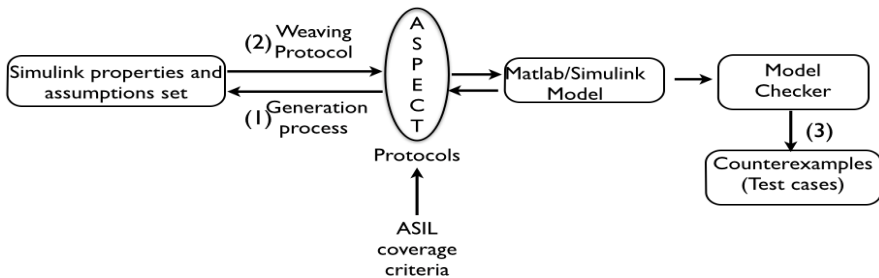 Simulink properties and
assumptions set
(2) Weaving
Protocol
(1) Generation
process
ASPECT
Protocols
ASIL
coverage
criteria
Matlab/Simulink
Model
Model
Checker
(3)
Counterexamples
(Test cases)